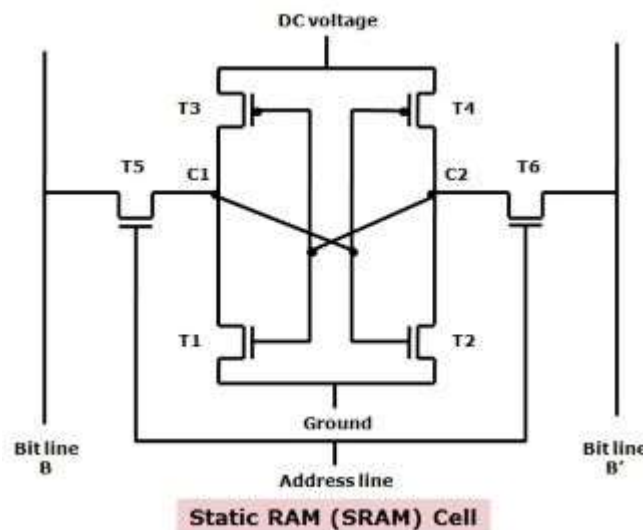 DC voltage
T3
T4
T5
C1
C2
T6
T1
T2
Ground
Bit line
B
Bit line
B'
Address line
Static RAM (SRAM) Cell